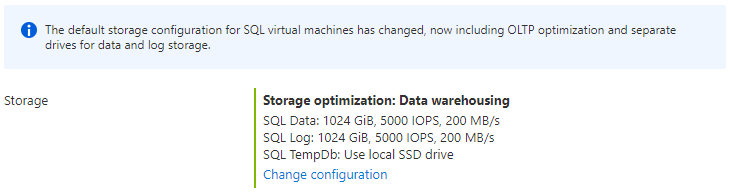 The default storage configuration for SQL virtual machines has changed, now including OLTP optimization and separate
drives for data and log storage.
Storage
Storage optimization: Data warehousing
SQL Data: 1024 GiB, 5000 IOPS, 200 MB/s
SQL Log: 1024 GiB, 5000 IOPS, 200 MB/s
SQL TempDb: Use local SSD drive
Change configuration